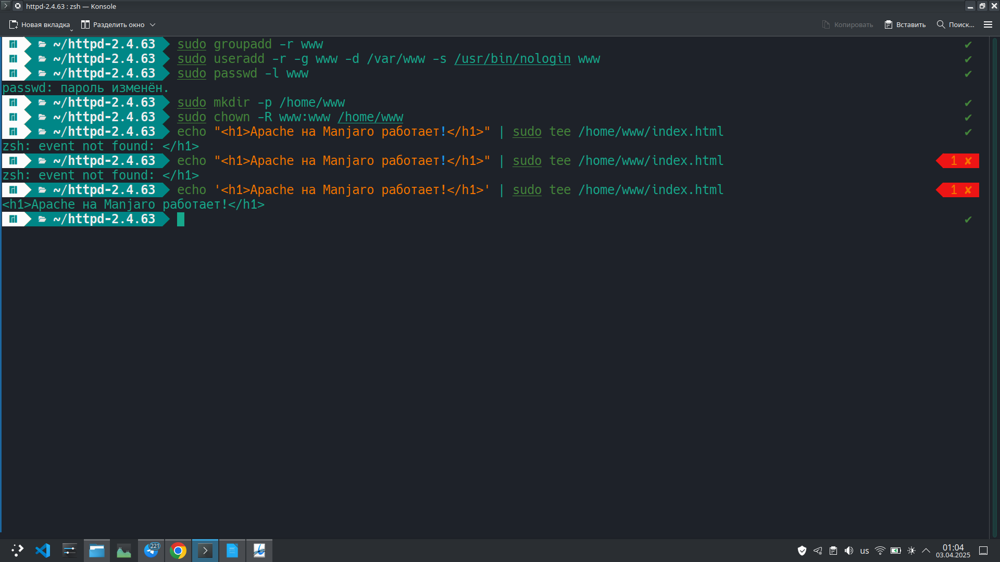 httpd-2.4.63 : zsh — Konsole
Новая вкладка Разделить окно Копировать Вставить Поиск...
~/httpd-2.4.63 sudo groupadd -r www ✔
~/httpd-2.4.63 sudo useradd -r -g www -d /var/www -s /usr/bin/nologin www ✔
~/httpd-2.4.63 sudo passwd -l www ✔
passwd: пароль изменён.
~/httpd-2.4.63 sudo mkdir -p /home/www ✔
~/httpd-2.4.63 sudo chown -R www:www /home/www ✔
~/httpd-2.4.63 echo "<h1>Apache на Manjaro работает!</h1>" | sudo tee /home/www/index.html ✔
zsh: event not found: </h1>
~/httpd-2.4.63 echo "<h1>Apache на Manjaro работает!</h1>" | sudo tee /home/www/index.html 1 ✘
zsh: event not found: </h1>
~/httpd-2.4.63 echo '<h1>Apache на Manjaro работает!</h1>' | sudo tee /home/www/index.html 1 ✘
<h1>Apache на Manjaro работает!</h1>
~/httpd-2.4.63 ✔
221 us 01:04
03.04.2025